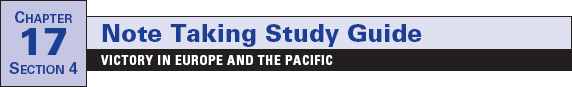 CHAPTER
17
SECTION 4
Note Taking Study Guide
VICTORY IN EUROPE AND THE PACIFIC